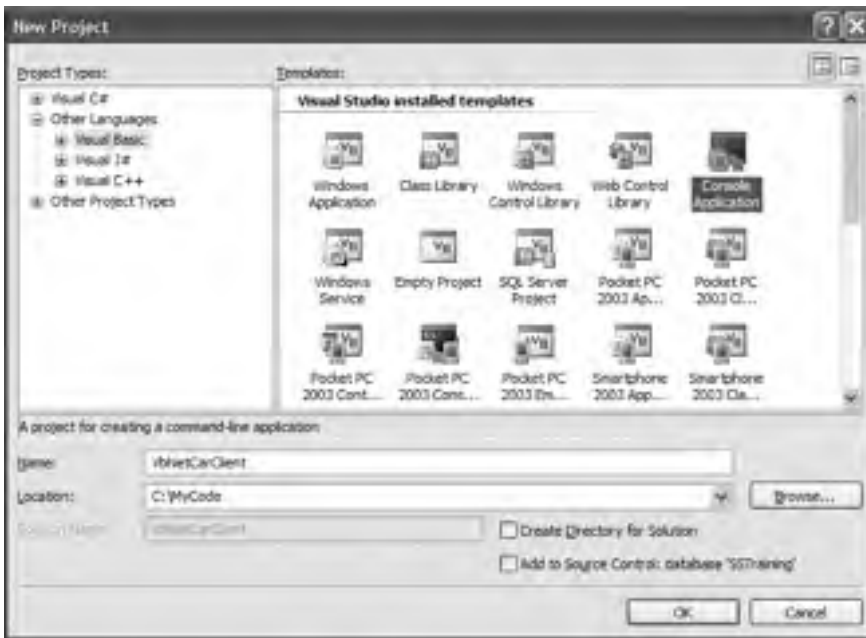 New Project
Project Types:
Templates:
Visual C#
Other Languages
Visual Basic
Visual J#
Visual C++
Other Project Types
Visual Studio installed templates
Windows Application
Class Library
Windows Control Library
Web Control Library
Console Application
Windows Service
Empty Project
SQL Server Project
Pocket PC 2003 Ap...
Pocket PC 2003 Cl...
Pocket PC 2003 Cont...
Pocket PC 2003 Cons...
Pocket PC 2003 Em...
Smartphone 2003 App...
Smartphone 2003 Cla...
A project for creating a command-line application
Name:
VbNetCarClient
Location:
C:\MyCode
Browse...
Solution Name:
VbNetCarClient
Create Directory for Solution
Add to Source Control: database 'SSTraining'
OK
Cancel